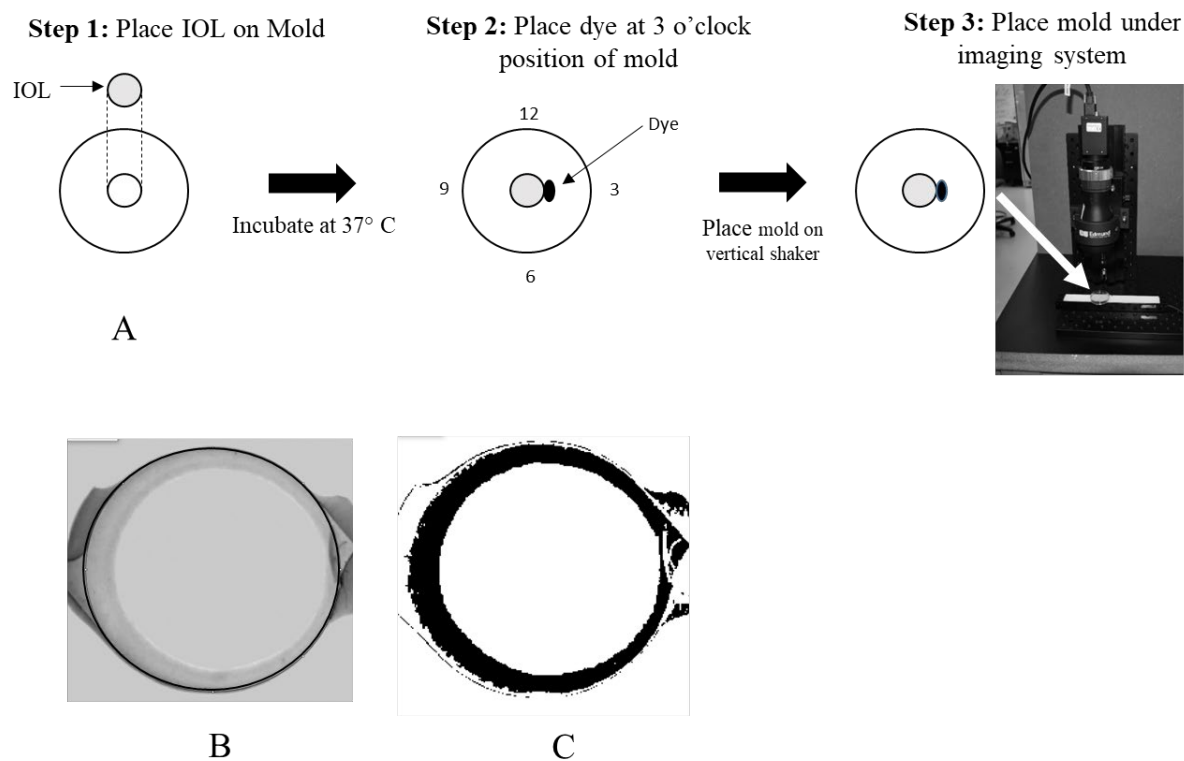 Step 1: Place IOL on Mold
IOL
Incubate at 37° C
A
Step 2: Place dye at 3 o’clock
position of mold
12
Dye
9
3
6
Place mold on
vertical shaker
Step 3: Place mold under
imaging system
Edmund
B
C